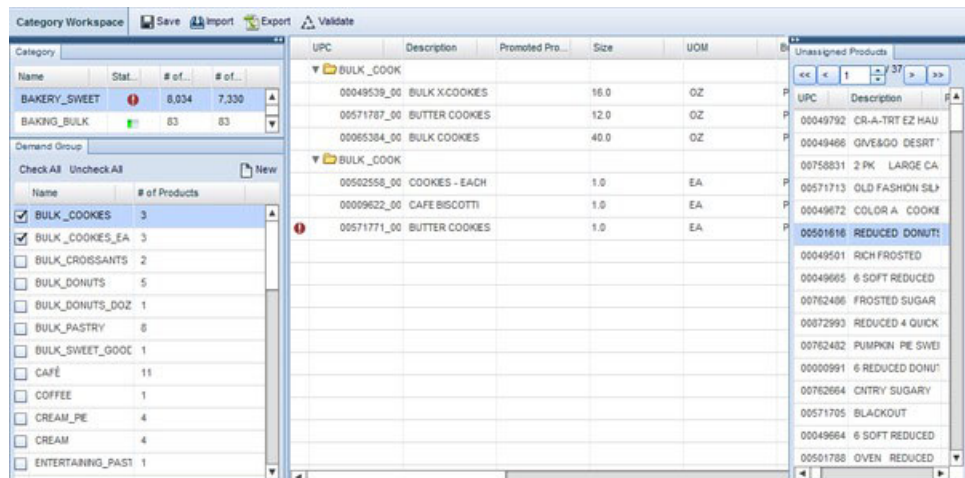 Category Workspace Save Import Export Validate
Category
Name Stat... # of... # of...
BAKERY_SWEET 8,034 7,330
BAKING_BULK 83 83
Demand Group
Check All Uncheck All New
Name # of Products
BULK_COOKIES 3
BULK_COOKIES_EA 3
BULK_CROISSANTS 2
BULK_DONUTS 5
BULK_DONUTS_DOZ 1
BULK_PASTRY 8
BULK_SWEET_GOOD 1
CAFÉ 11
COFFEE 1
CREAM_PIE 4
CREAM 4
ENTERTAINING_PAST 1
UPC Description Promoted Pro... Size UOM
BULK_COOK
00049539_00 BULK X.COOKIES 16.0 OZ P
00571787_00 BUTTER COOKIES 12.0 OZ P
00065384_00 BULK COOKIES 40.0 OZ P
BULK_COOK
00502558_00 COOKIES - EACH 1.0 EA P
00009622_00 CAFE BISCOTTI 1.0 EA P
00571771_00 BUTTER COOKIES 1.0 EA P
Unassigned Products
<< < 1 / 37 > >>
UPC Description
00049792 CR-A-TRT EZ HAU
00049466 GIVE&GO DESRT
00758831 2 PK LARGE CA
00571713 OLD FASHION SILK
00049672 COLOR A COOKIE
00501616 REDUCED DONUTS
00049501 RICH FROSTED
00049665 6 SOFT REDUCED
00762486 FROSTED SUGAR
00872993 REDUCED 4 QUICK
00762482 PUMPKIN PIE SWEE
00000991 6 REDUCED DONUT
00762664 CNTRY SUGARY
00571705 BLACKOUT
00049664 6 SOFT REDUCED
00501788 OVEN REDUCED